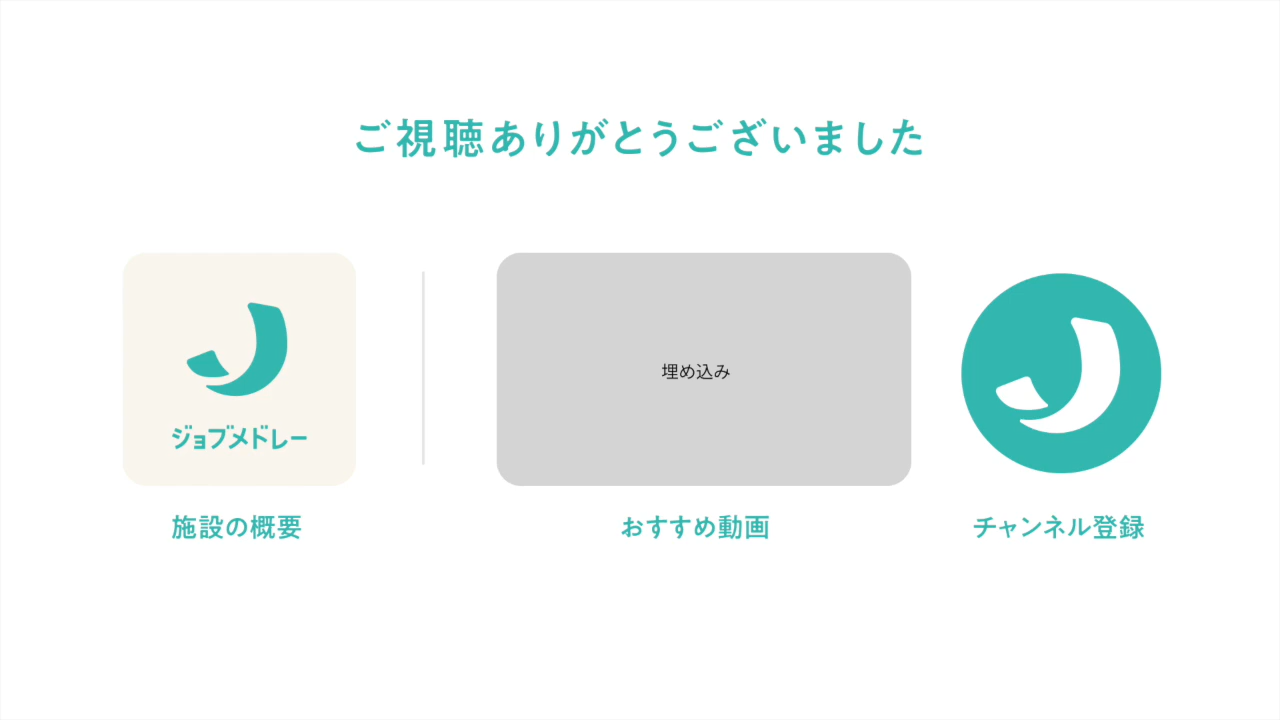 ご視聴ありがとうございました
ジョブメドレー
埋め込み
施設の概要
おすすめ動画
チャンネル登録